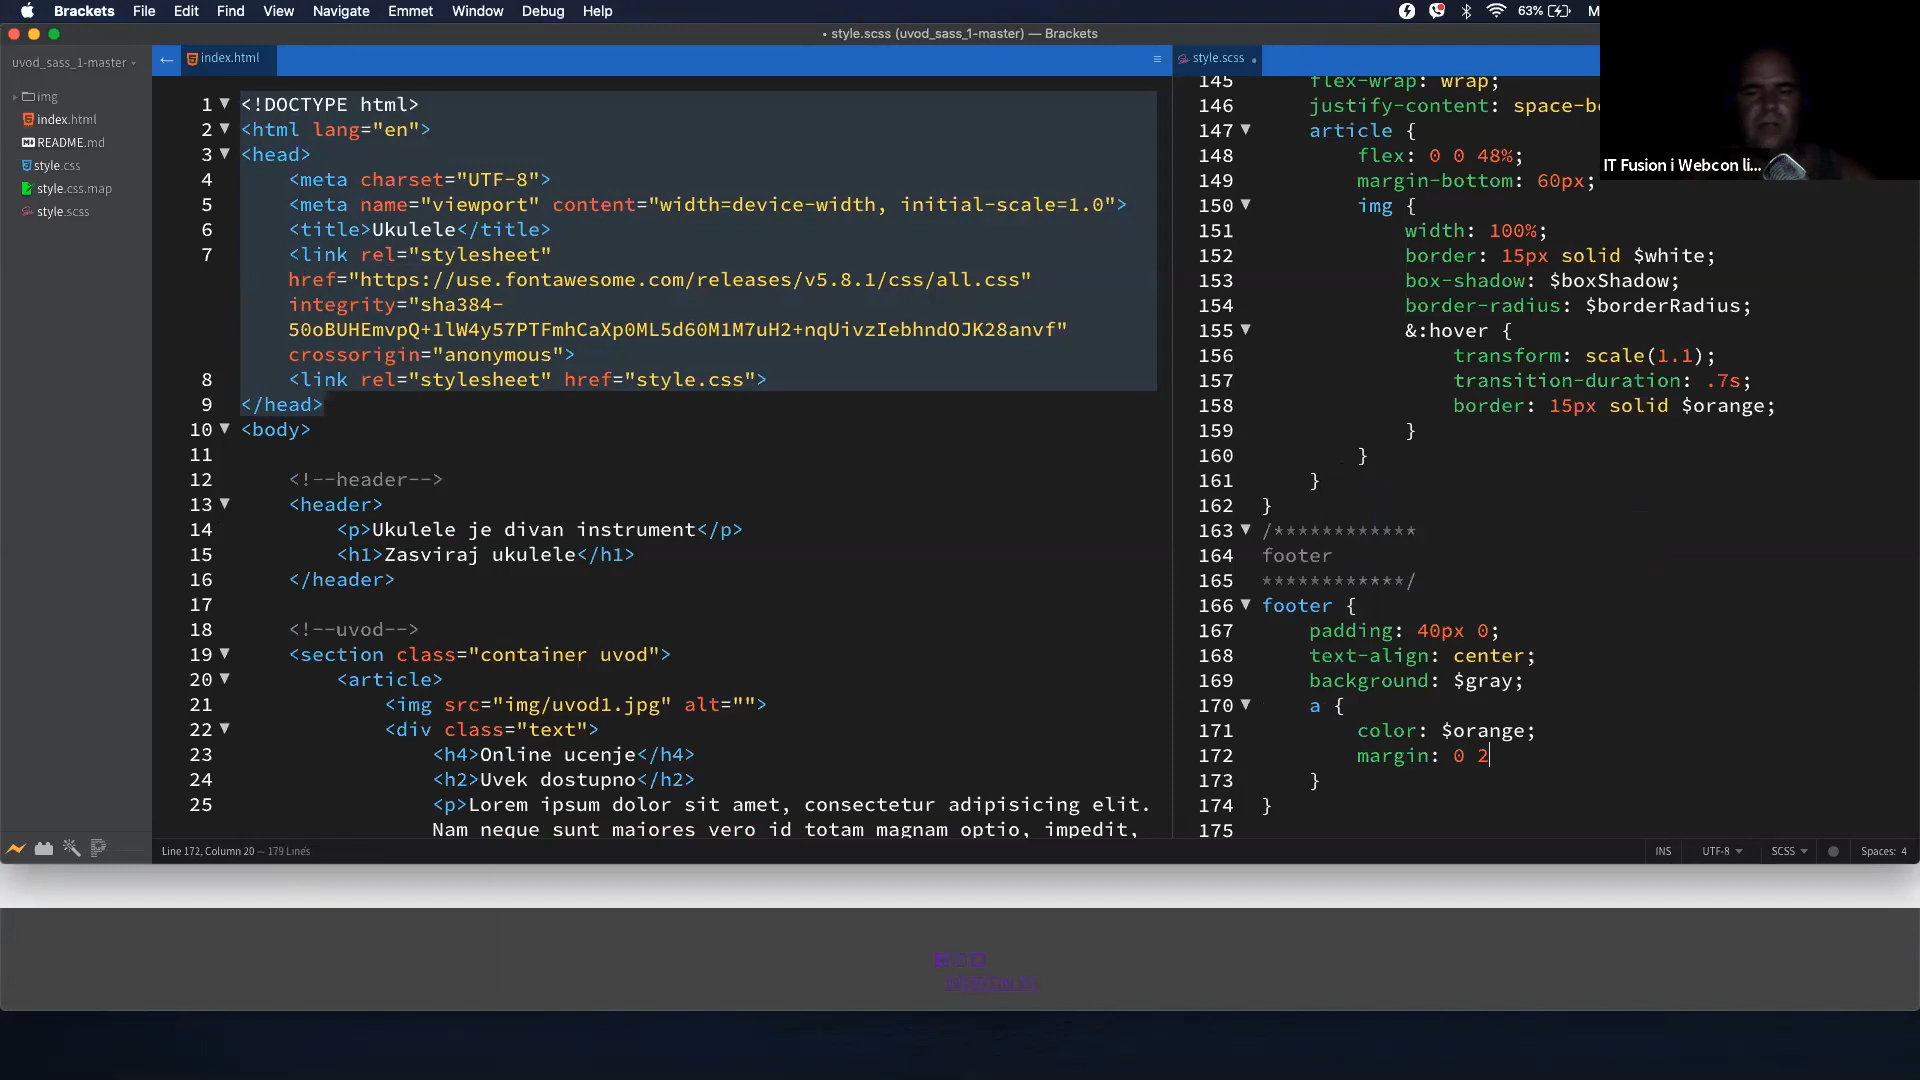 Brackets File Edit Find View Navigate Emmet Window Debug Help 63%
• style.scss (uvod_sass_1-master) — Brackets
uvod_sass_1-master
img
index.html
README.md
style.css
style.css.map
style.scss
index.html
1 <!DOCTYPE html>
2 <html lang="en">
3 <head>
4 <meta charset="UTF-8">
5 <meta name="viewport" content="width=device-width, initial-scale=1.0">
6 <title>Ukulele</title>
7 <link rel="stylesheet"
href="https://use.fontawesome.com/releases/v5.8.1/css/all.css"
integrity="sha384-
50oBUHEmvpQ+1lW4y57PTFmhCaXp0ML5d60M1M7uH2+nqUivzIebhndOJK28anvf"
crossorigin="anonymous">
8 <link rel="stylesheet" href="style.css">
9 </head>
10 <body>
11
12 <!--header-->
13 <header>
14 <p>Ukulele je divan instrument</p>
15 <h1>Zasviraj ukulele</h1>
16 </header>
17
18 <!--uvod-->
19 <section class="container uvod">
20 <article>
21 <img src="img/uvod1.jpg" alt="">
22 <div class="text">
23 <h4>Online ucenje</h4>
24 <h2>Uvek dostupno</h2>
25 <p>Lorem ipsum dolor sit amet, consectetur adipisicing elit.
Nam neque sunt maiores vero id totam magnam optio, impedit,
style.scss
145 flex-wrap: wrap;
146 justify-content: space-be
147 article {
148 flex: 0 0 48%;
149 margin-bottom: 60px;
150 img {
151 width: 100%;
152 border: 15px solid $white;
153 box-shadow: $boxShadow;
154 border-radius: $borderRadius;
155 &:hover {
156 transform: scale(1.1);
157 transition-duration: .7s;
158 border: 15px solid $orange;
159 }
160 }
161 }
162 }
163 /************
164 footer
165 ************/
166 footer {
167 padding: 40px 0;
168 text-align: center;
169 background: $gray;
170 a {
171 color: $orange;
172 margin: 0 2
173 }
174 }
175
IT Fusion i Webcon li...
Line 172, Column 20 — 179 Lines
INS UTF-8 SCSS Spaces: 4